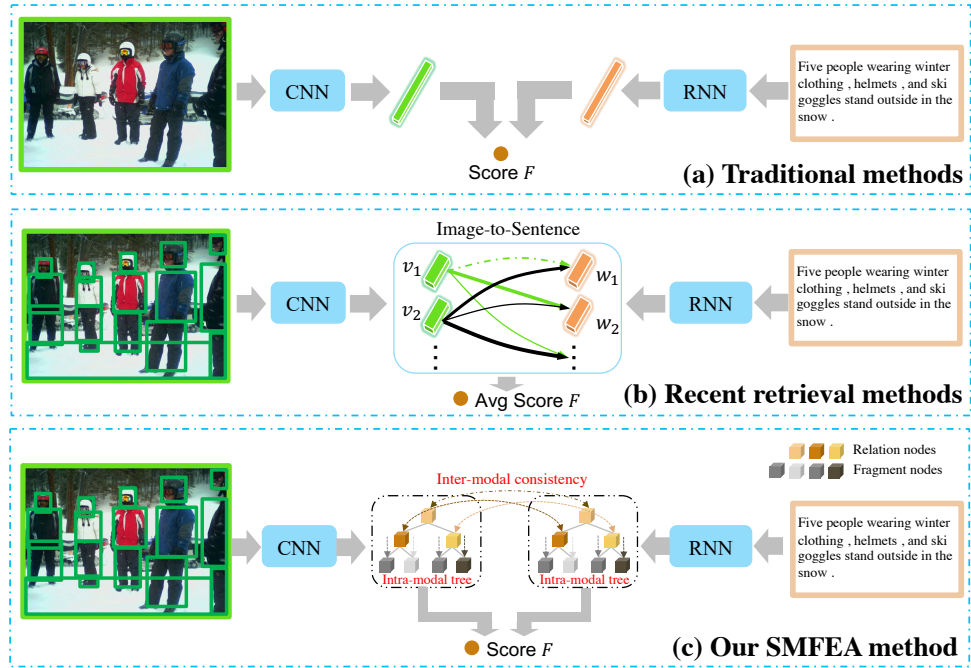 CNN
RNN
Five people wearing winter
clothing , helmets , and ski
goggles stand outside in the
snow .
Score F
(a) Traditional methods
Image-to-Sentence
v1
v2
w1
w2
CNN
RNN
Five people wearing winter
clothing , helmets , and ski
goggles stand outside in the
snow .
Avg Score F
(b) Recent retrieval methods
Relation nodes
Fragment nodes
Inter-modal consistency
CNN
Intra-modal tree
Intra-modal tree
RNN
Five people wearing winter
clothing , helmets , and ski
goggles stand outside in the
snow .
Score F
(c) Our SMFEA method